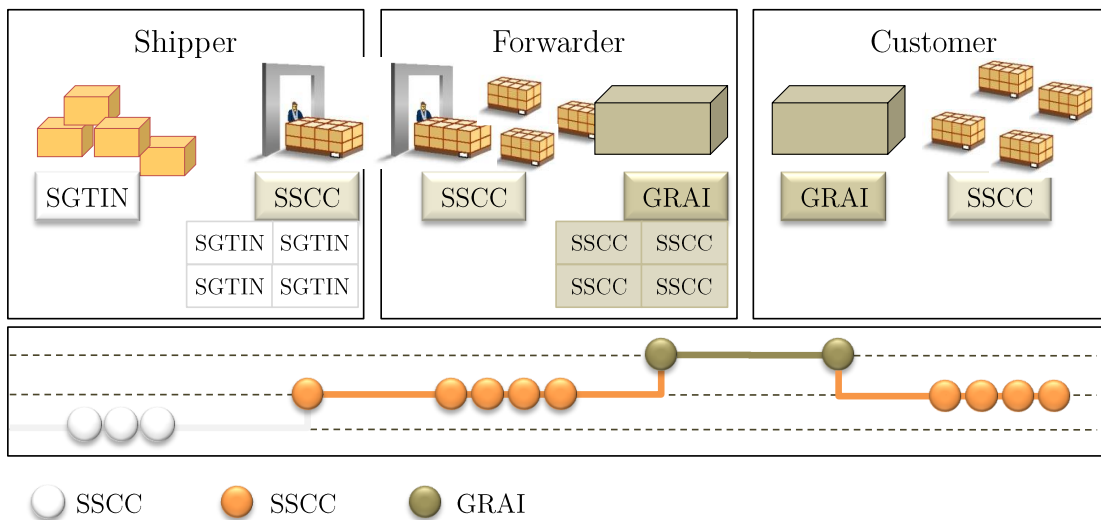 Shipper
Forwarder
Customer
SGTIN
SSCC
SSCC
GRAI
GRAI
SSCC
SGTIN SGTIN
SGTIN SGTIN
SSCC SSCC
SSCC SSCC
SSCC
SSCC
GRAI